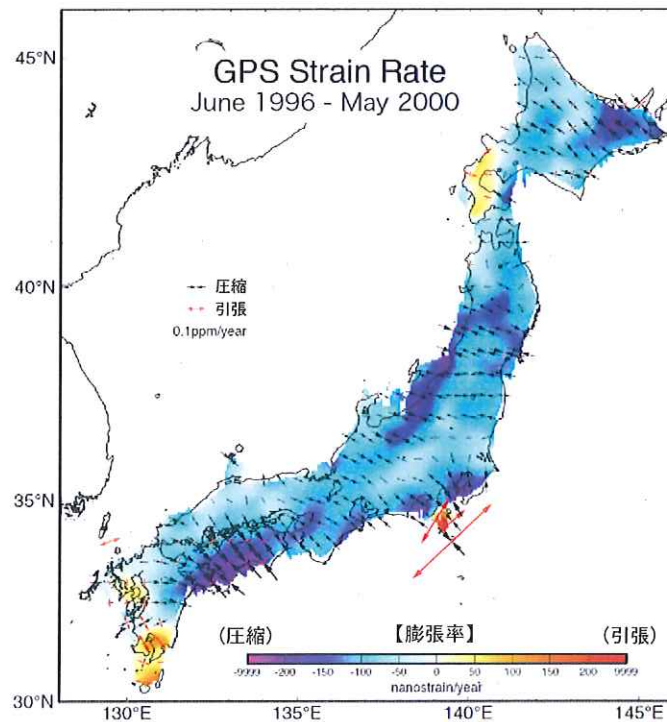 GPS Strain Rate
June 1996 - May 2000
45°N
40°N
35°N
30°N
圧縮
引張
0.1ppm/year
(圧縮) 【膨張率】 (引張)
-9999 -200 -150 -100 -50 0 50 100 150 200 9999
nanostrain/year
130°E 135°E 140°E 145°E